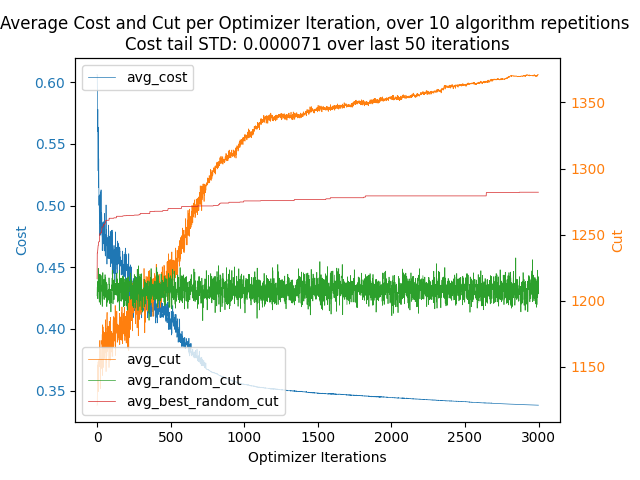 Average Cost and Cut per Optimizer Iteration, over 10 algorithm repetitions
Cost tail STD: 0.000071 over last 50 iterations
avg_cost
0.60
0.55
0.50
0.45
0.40
0.35
Cost
1350
1300
1250
1200
1150
Cut
avg_cut
avg_random_cut
avg_best_random_cut
0
500
1000
1500
2000
2500
3000
Optimizer Iterations